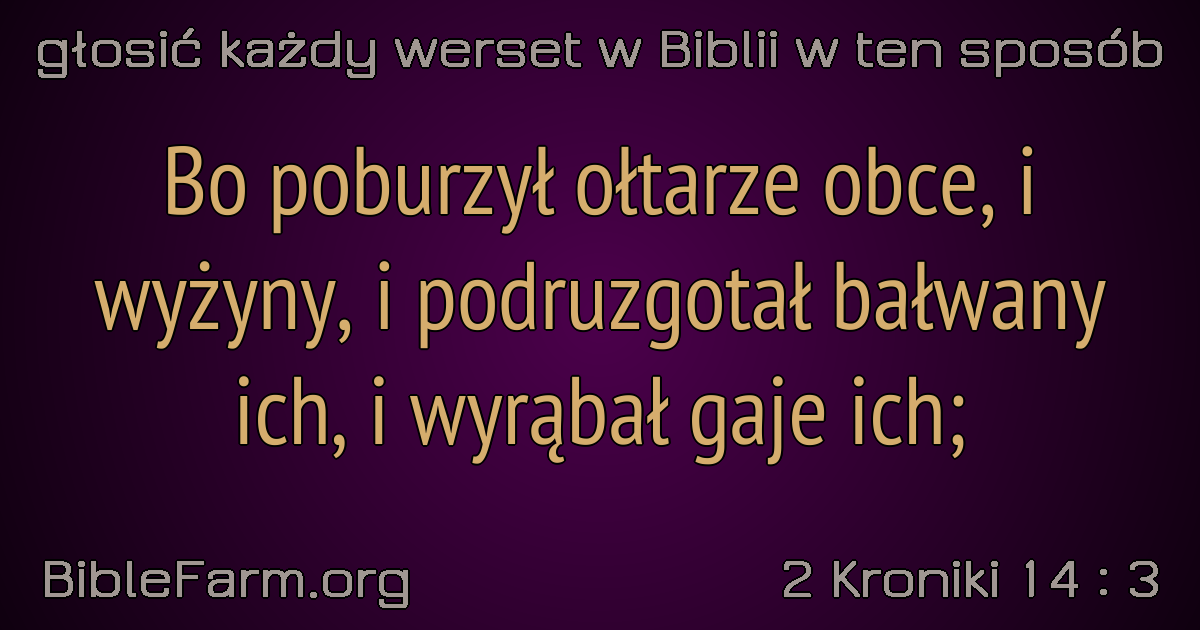 głosić każdy werset w Biblii w ten sposób
Bo poburzył ołtarze obce, i
wyżyny, i podruzgotał bałwany
ich, i wyrąbał gaje ich;
BibleFarm.org
2 Kroniki 14 : 3